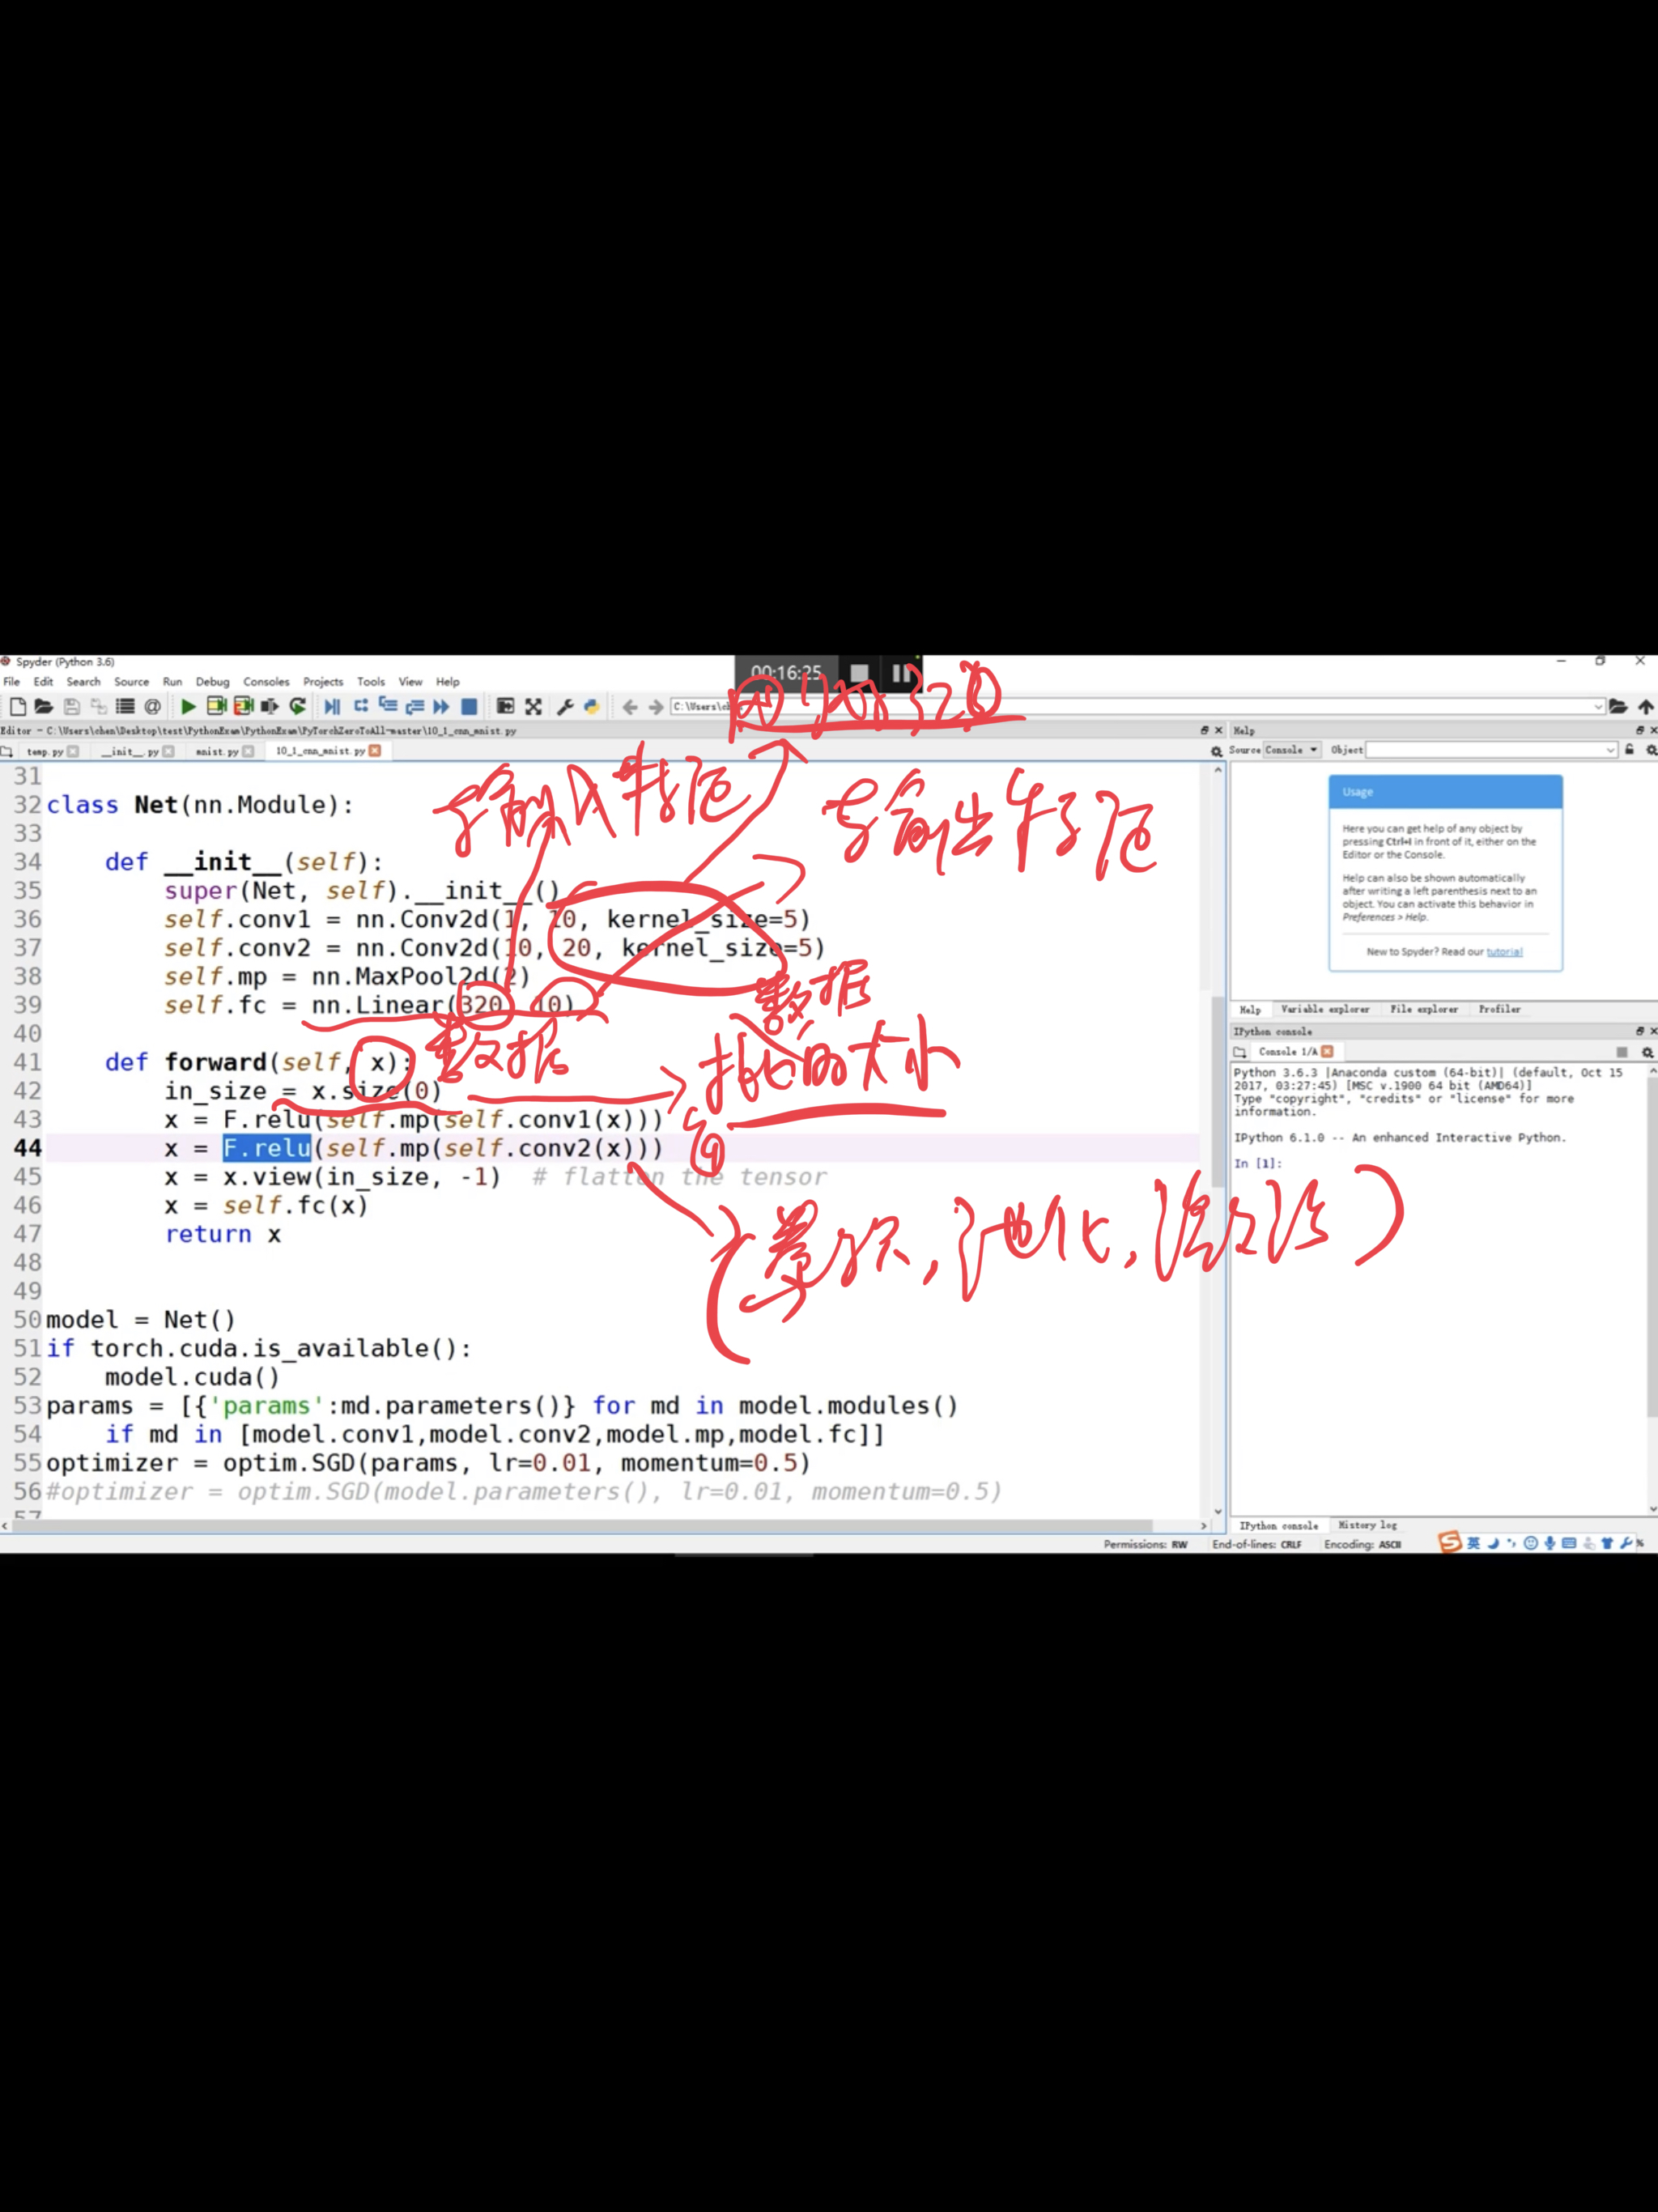 Spyder (Python 3.6)
00:16:25
File Edit Search Source Run Debug Consoles Projects Tools View Help
C:\Users\ch
320
Editor - C:\Users\chen\Desktop\test\PythonExam\PythonExam\PyTorchZeroToAll-master\10_1_cnn_mnist.py
temp.py __init__.py mnist.py 10_1_cnn_mnist.py
31
32 class Net(nn.Module):
33
34 def __init__(self):
35 super(Net, self).__init__()
36 self.conv1 = nn.Conv2d(1, 10, kernel_size=5)
37 self.conv2 = nn.Conv2d(10, 20, kernel_size=5)
38 self.mp = nn.MaxPool2d(2)
39 self.fc = nn.Linear(320, 10)
40
41 def forward(self, x):
42 in_size = x.size(0)
43 x = F.relu(self.mp(self.conv1(x)))
44 x = F.relu(self.mp(self.conv2(x)))
45 x = x.view(in_size, -1) # flatten the tensor
46 x = self.fc(x)
47 return x
48
49
50 model = Net()
51 if torch.cuda.is_available():
52 model.cuda()
53 params = [{'params':md.parameters()} for md in model.modules()
54 if md in [model.conv1,model.conv2,model.mp,model.fc]]
55 optimizer = optim.SGD(params, lr=0.01, momentum=0.5)
56 #optimizer = optim.SGD(model.parameters(), lr=0.01, momentum=0.5)
57
输入特征
输出特征
数据
数据
批的大小
(卷积,池化,激活)
Help
Source Console Object
Usage
Here you can get help of any object by
pressing Ctrl+I in front of it, either on the
Editor or the Console.
Help can also be shown automatically
after writing a left parenthesis next to an
object. You can activate this behavior in
Preferences > Help.
New to Spyder? Read our tutorial
Help Variable explorer File explorer Profiler
IPython console
Console 1/A
Python 3.6.3 |Anaconda custom (64-bit)| (default, Oct 15
2017, 03:27:45) [MSC v.1900 64 bit (AMD64)]
Type "copyright", "credits" or "license" for more
information.
IPython 6.1.0 -- An enhanced Interactive Python.
In [1]:
IPython console History log
Permissions: RW End-of-lines: CRLF Encoding: ASCII
英